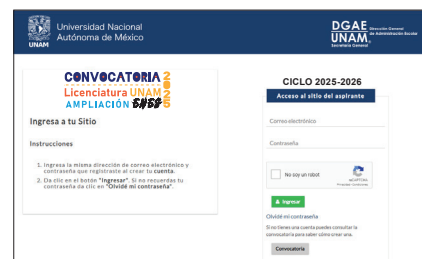 UNAM
Universidad Nacional
Autónoma de México
DGAE
UNAM
Dirección General
de Administración Escolar
Secretaría General
CONVOCATORIA
Licenciatura UNAM
AMPLIACIÓN SUAyED
2025
Ingresa a tu Sitio
Instrucciones
1. Ingresa la misma dirección de correo electrónico y
contraseña que registraste al crear tu cuenta.
2. Da clic en el botón "Ingresar". Si no recuerdas tu
contraseña da clic en "Olvidé mi contraseña".
CICLO 2025-2026
Acceso al sitio del aspirante
Correo electrónico
Contraseña
No soy un robot
reCAPTCHA
Ingresar
Olvidé mi contraseña
Si no tienes una cuenta puedes consultar la
convocatoria para saber cómo crear una.
Convocatoria